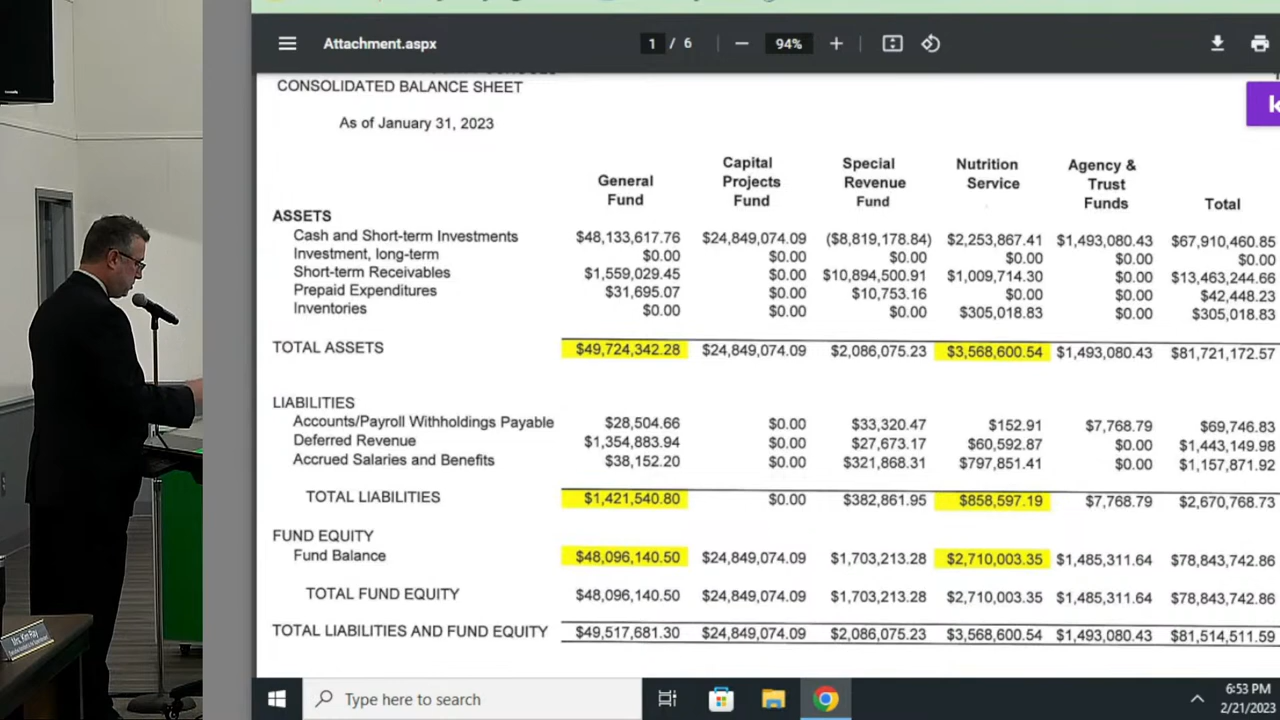 Attachment.aspx
1 / 6
94%
CONSOLIDATED BALANCE SHEET
As of January 31, 2023
General Fund
Capital Projects Fund
Special Revenue Fund
Nutrition Service
Agency & Trust Funds
Total
ASSETS
Cash and Short-term Investments $48,133,617.76 $24,849,074.09 ($8,819,178.84) $2,253,867.41 $1,493,080.43 $67,910,460.85
Investment, long-term $0.00 $0.00 $0.00 $0.00 $0.00 $0.00
Short-term Receivables $1,559,029.45 $0.00 $10,894,500.91 $1,009,714.30 $0.00 $13,463,244.66
Prepaid Expenditures $31,695.07 $0.00 $10,753.16 $0.00 $0.00 $42,448.23
Inventories $0.00 $0.00 $0.00 $305,018.83 $0.00 $305,018.83
TOTAL ASSETS $49,724,342.28 $24,849,074.09 $2,086,075.23 $3,568,600.54 $1,493,080.43 $81,721,172.57
LIABILITIES
Accounts/Payroll Withholdings Payable $28,504.66 $0.00 $33,320.47 $152.91 $7,768.79 $69,746.83
Deferred Revenue $1,354,883.94 $0.00 $27,673.17 $60,592.87 $0.00 $1,443,149.98
Accrued Salaries and Benefits $38,152.20 $0.00 $321,868.31 $797,851.41 $0.00 $1,157,871.92
TOTAL LIABILITIES $1,421,540.80 $0.00 $382,861.95 $858,597.19 $7,768.79 $2,670,768.73
FUND EQUITY
Fund Balance $48,096,140.50 $24,849,074.09 $1,703,213.28 $2,710,003.35 $1,485,311.64 $78,843,742.86
TOTAL FUND EQUITY $48,096,140.50 $24,849,074.09 $1,703,213.28 $2,710,003.35 $1,485,311.64 $78,843,742.86
TOTAL LIABILITIES AND FUND EQUITY $49,517,681.30 $24,849,074.09 $2,086,075.23 $3,568,600.54 $1,493,080.43 $81,514,511.59
Mrs. Kim Ray
Type here to search
6:53 PM
2/21/2023